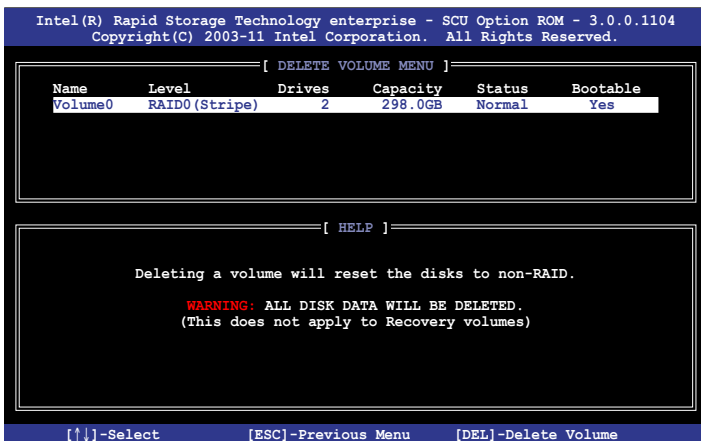 Intel(R) Rapid Storage Technology enterprise - SCU Option ROM - 3.0.0.1104
Copyright(C) 2003-11 Intel Corporation. All Rights Reserved.
[ DELETE VOLUME MENU ]
Name Level Drives Capacity Status Bootable
Volume0 RAID0(Stripe) 2 298.0GB Normal Yes
[ HELP ]
Deleting a volume will reset the disks to non-RAID.
WARNING: ALL DISK DATA WILL BE DELETED.
(This does not apply to Recovery volumes)
[↑↓]-Select [ESC]-Previous Menu [DEL]-Delete Volume